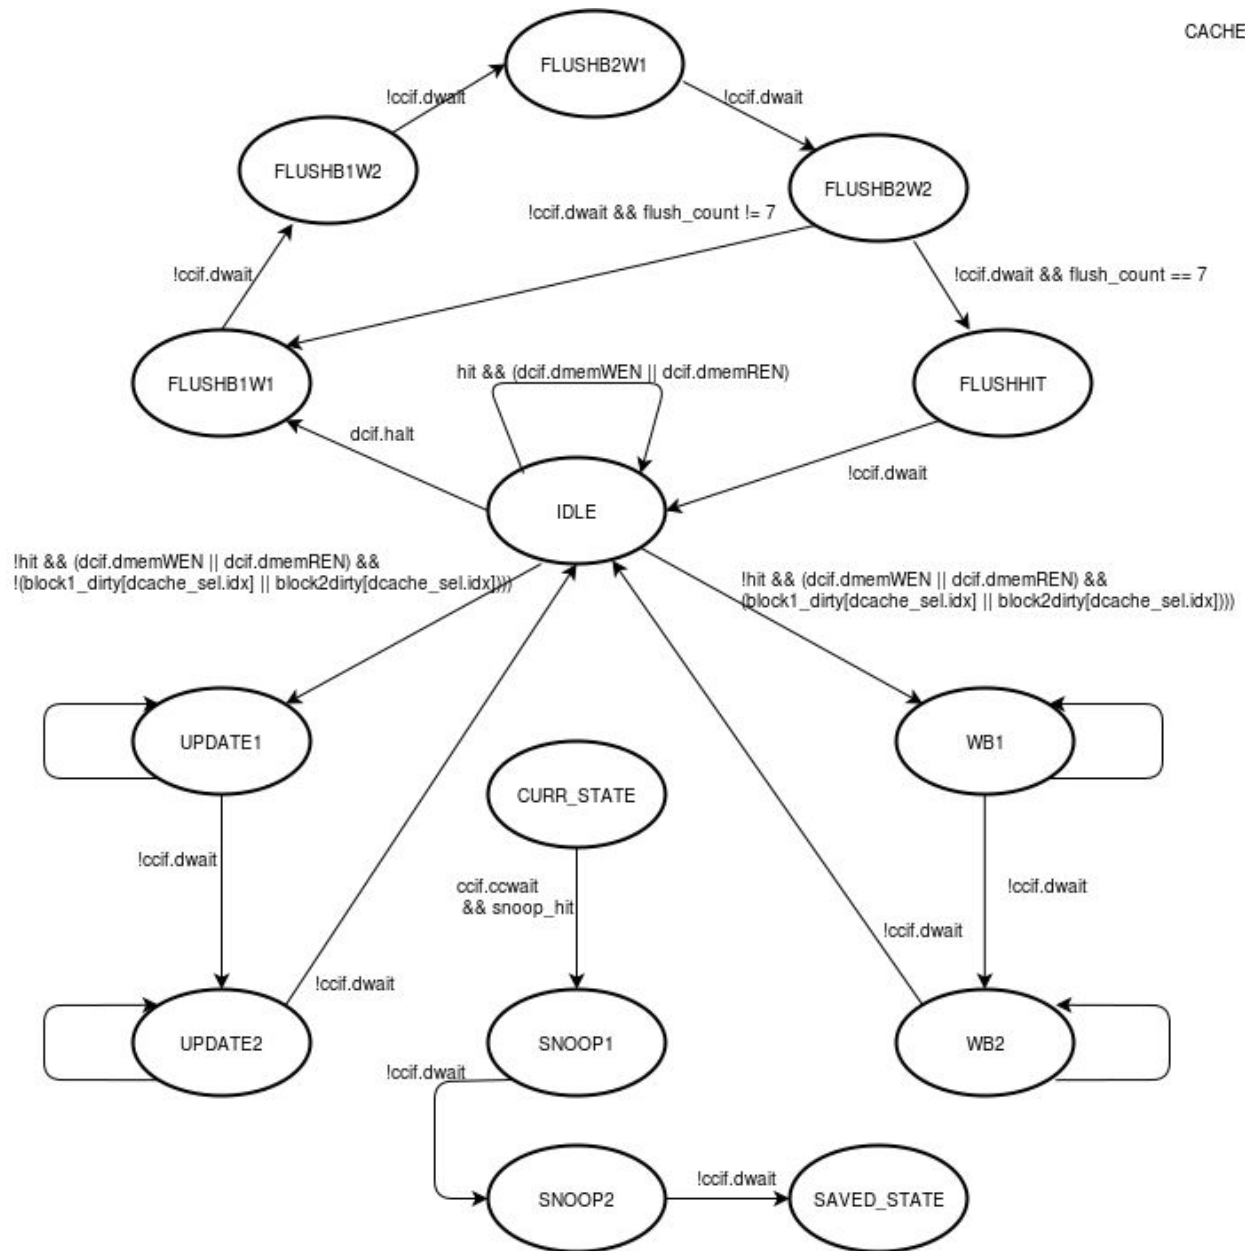 CACHE
FLUSHB2W1
!ccif.dwait
!ccif.dwait
FLUSHB1W2
FLUSHB2W2
!ccif.dwait && flush_count != 7
!ccif.dwait
!ccif.dwait && flush_count == 7
hit && (dcif.dmemWEN || dcif.dmemREN)
FLUSHB1W1
FLUSHHIT
dcif.halt
!ccif.dwait
IDLE
!hit && (dcif.dmemWEN || dcif.dmemREN) &&
!(block1_dirty[dcache_sel.idx] || block2dirty[dcache_sel.idx])))
!hit && (dcif.dmemWEN || dcif.dmemREN) &&
(block1_dirty[dcache_sel.idx] || block2dirty[dcache_sel.idx])))
UPDATE1
WB1
CURR_STATE
!ccif.dwait
ccif.ccwait
&& snoop_hit
!ccif.dwait
!ccif.dwait
!ccif.dwait
UPDATE2
SNOOP1
WB2
!ccif.dwait
SNOOP2
!ccif.dwait
SAVED_STATE